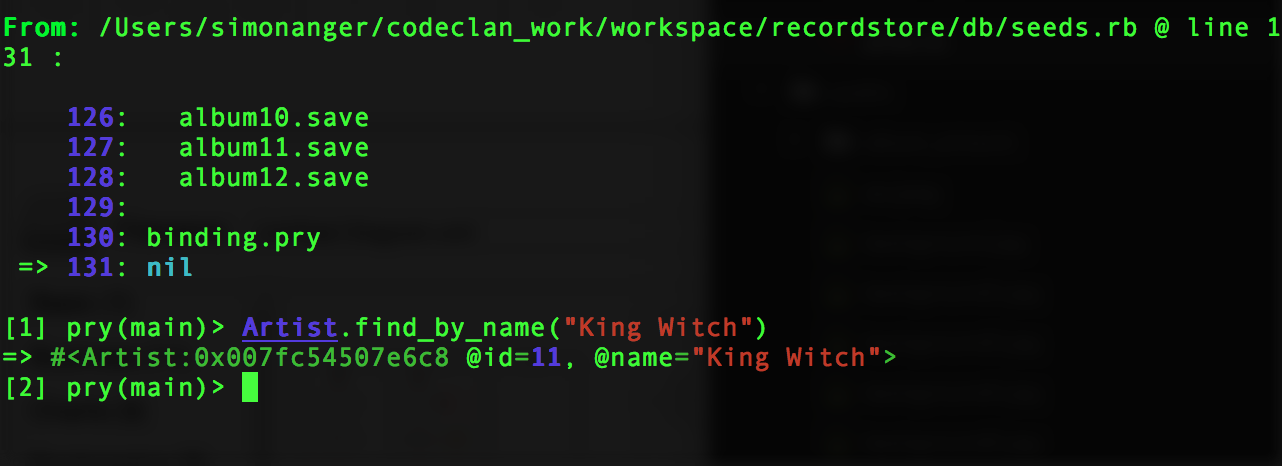 From: /Users/simonanger/codeclan_work/workspace/recordstore/db/seeds.rb @ line 1
31 :
126:   album10.save
127:   album11.save
128:   album12.save
129:
130: binding.pry
=> 131: nil
[1] pry(main)> Artist.find_by_name("King Witch")
=> #<Artist:0x007fc54507e6c8 @id=11, @name="King Witch">
[2] pry(main)>